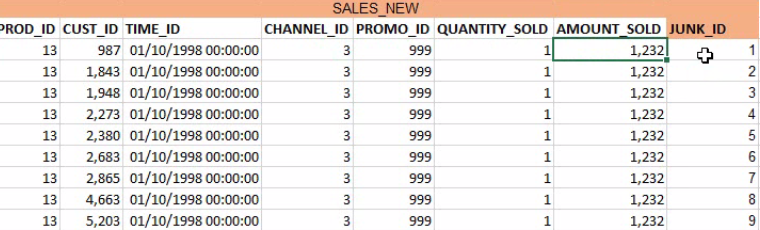 SALES_NEW
PROD_ID CUST_ID TIME_ID CHANNEL_ID PROMO_ID QUANTITY_SOLD AMOUNT_SOLD JUNK_ID
13 987 01/10/1998 00:00:00 3 999 1 1,232 1
13 1,843 01/10/1998 00:00:00 3 999 1 1,232 2
13 1,948 01/10/1998 00:00:00 3 999 1 1,232 3
13 2,273 01/10/1998 00:00:00 3 999 1 1,232 4
13 2,380 01/10/1998 00:00:00 3 999 1 1,232 5
13 2,683 01/10/1998 00:00:00 3 999 1 1,232 6
13 2,865 01/10/1998 00:00:00 3 999 1 1,232 7
13 4,663 01/10/1998 00:00:00 3 999 1 1,232 8
13 5,203 01/10/1998 00:00:00 3 999 1 1,232 9